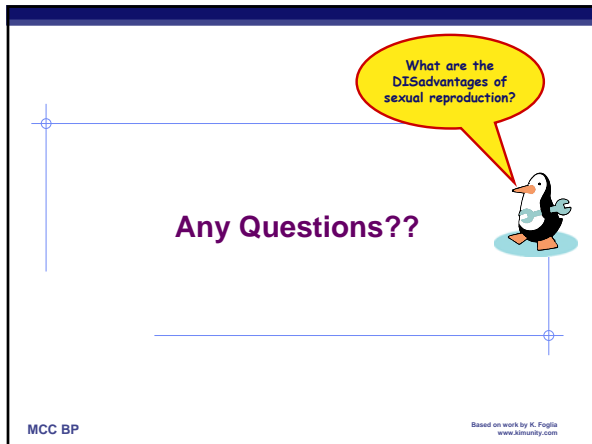 What are the
DISadvantages of
sexual reproduction?
Any Questions??
MCC BP
Based on work by K. Foglia
www.kimunity.com